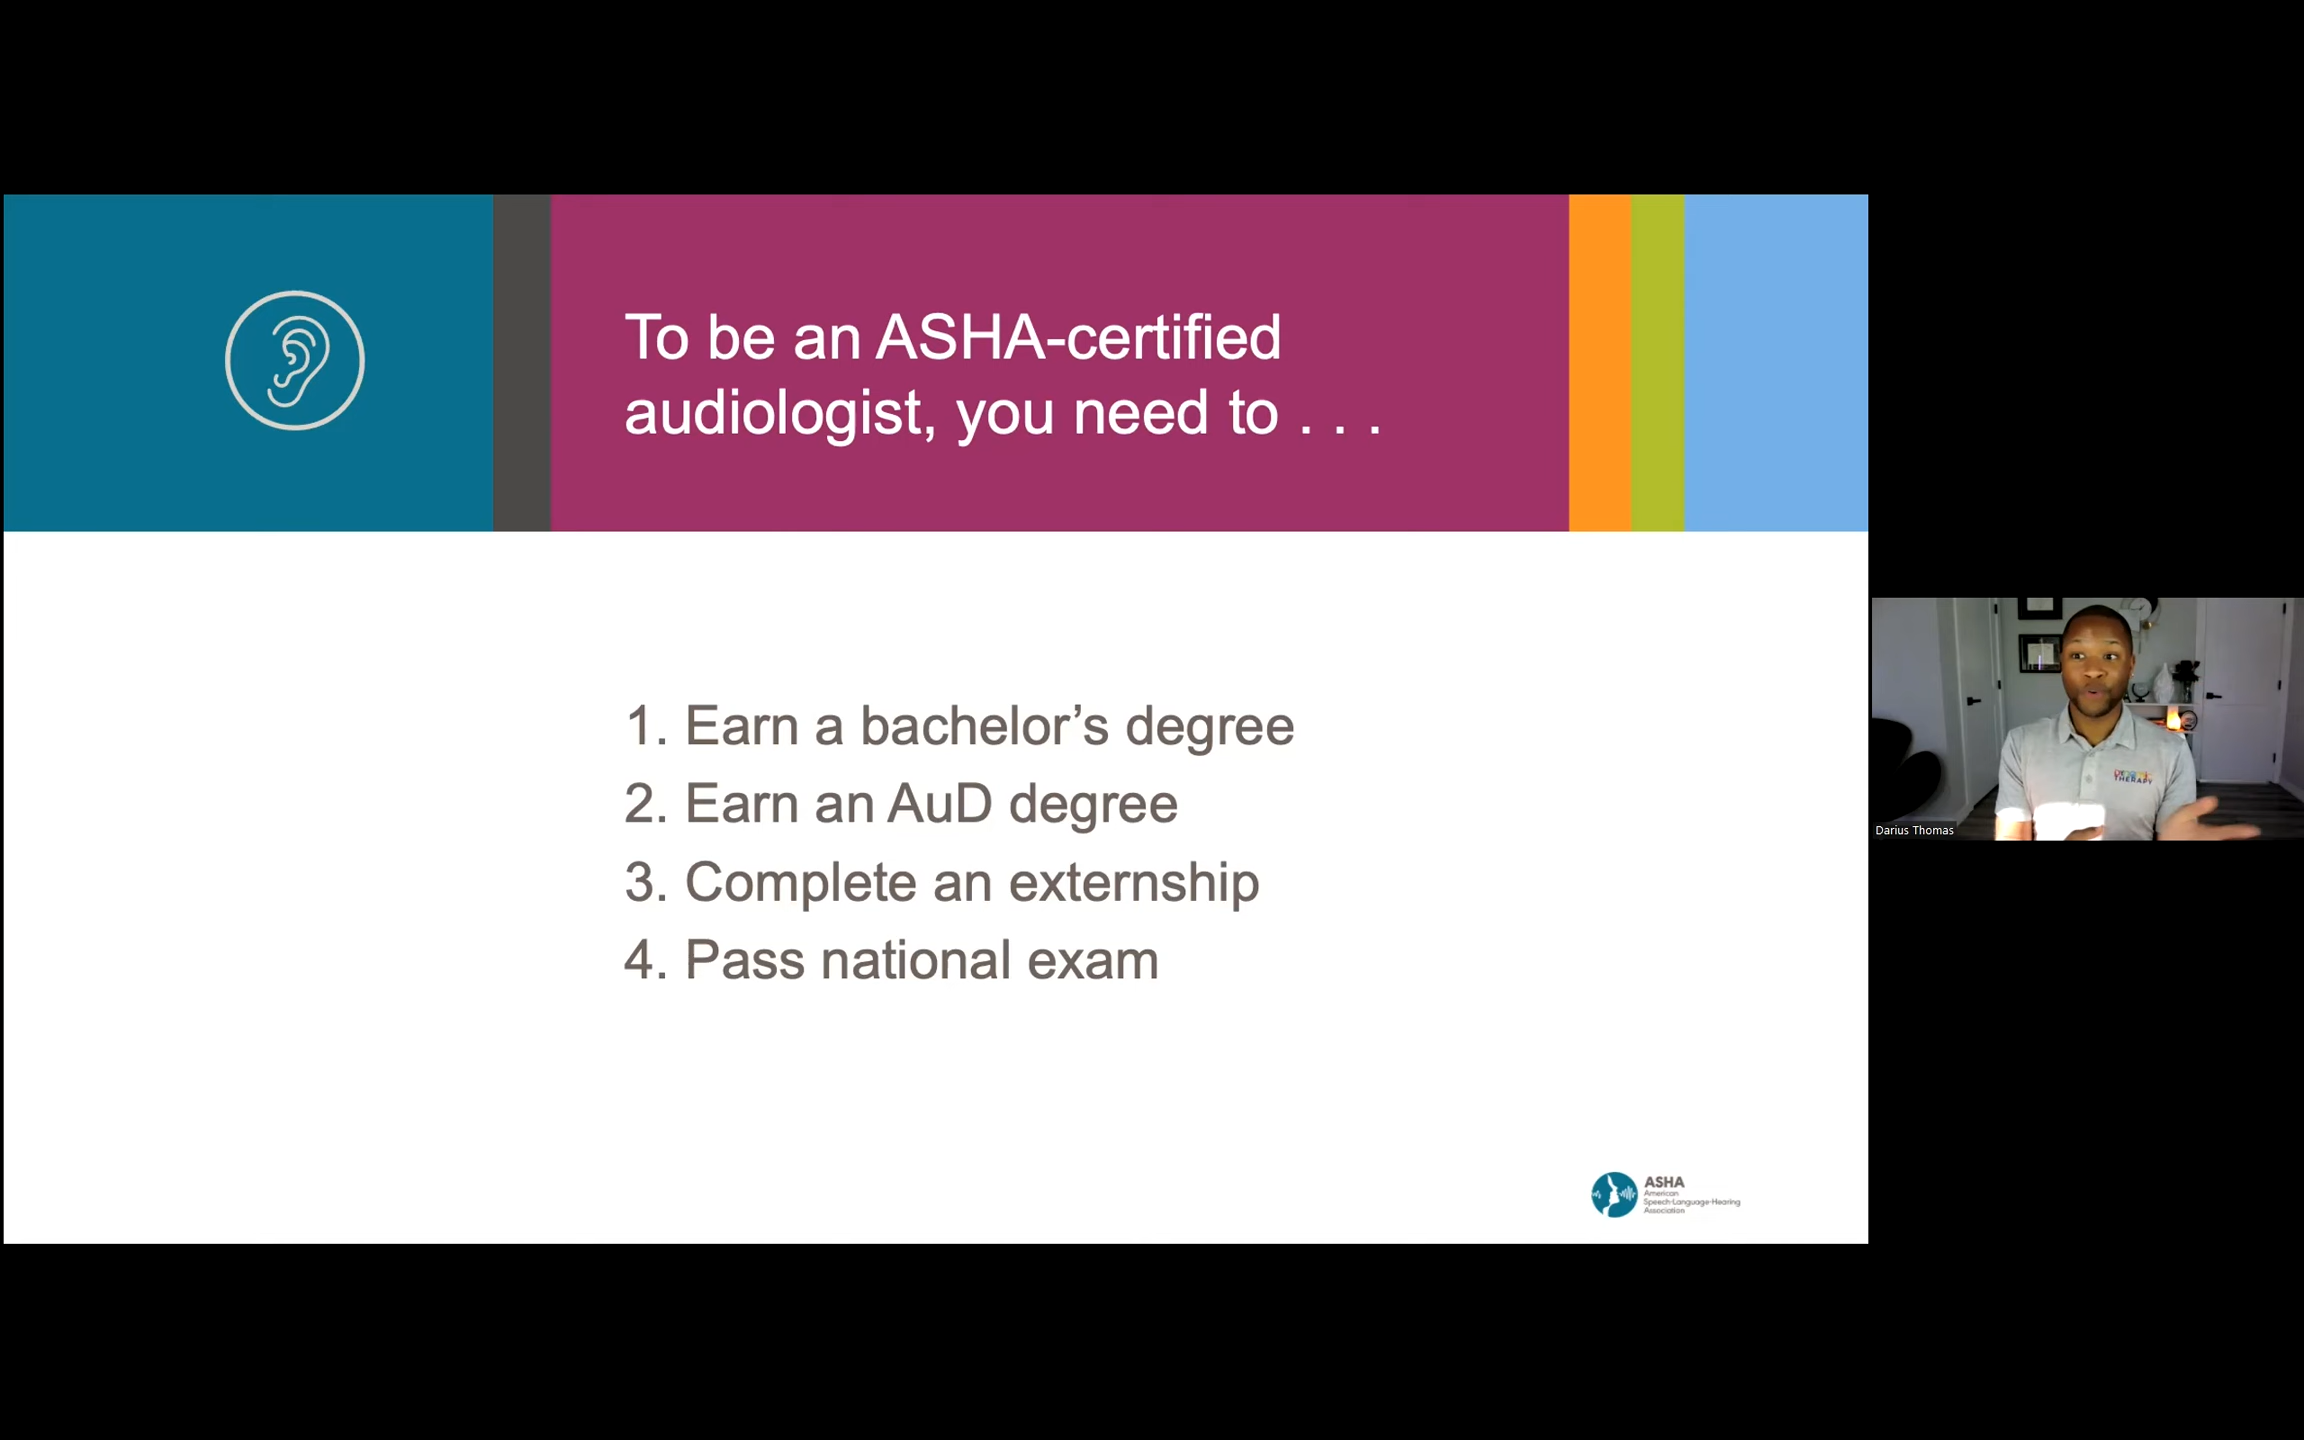 To be an ASHA-certified
audiologist, you need to . . .
1. Earn a bachelor’s degree
2. Earn an AuD degree
3. Complete an externship
4. Pass national exam
ASHA
American
Speech-Language-Hearing
Association
THERAPY
Darius Thomas